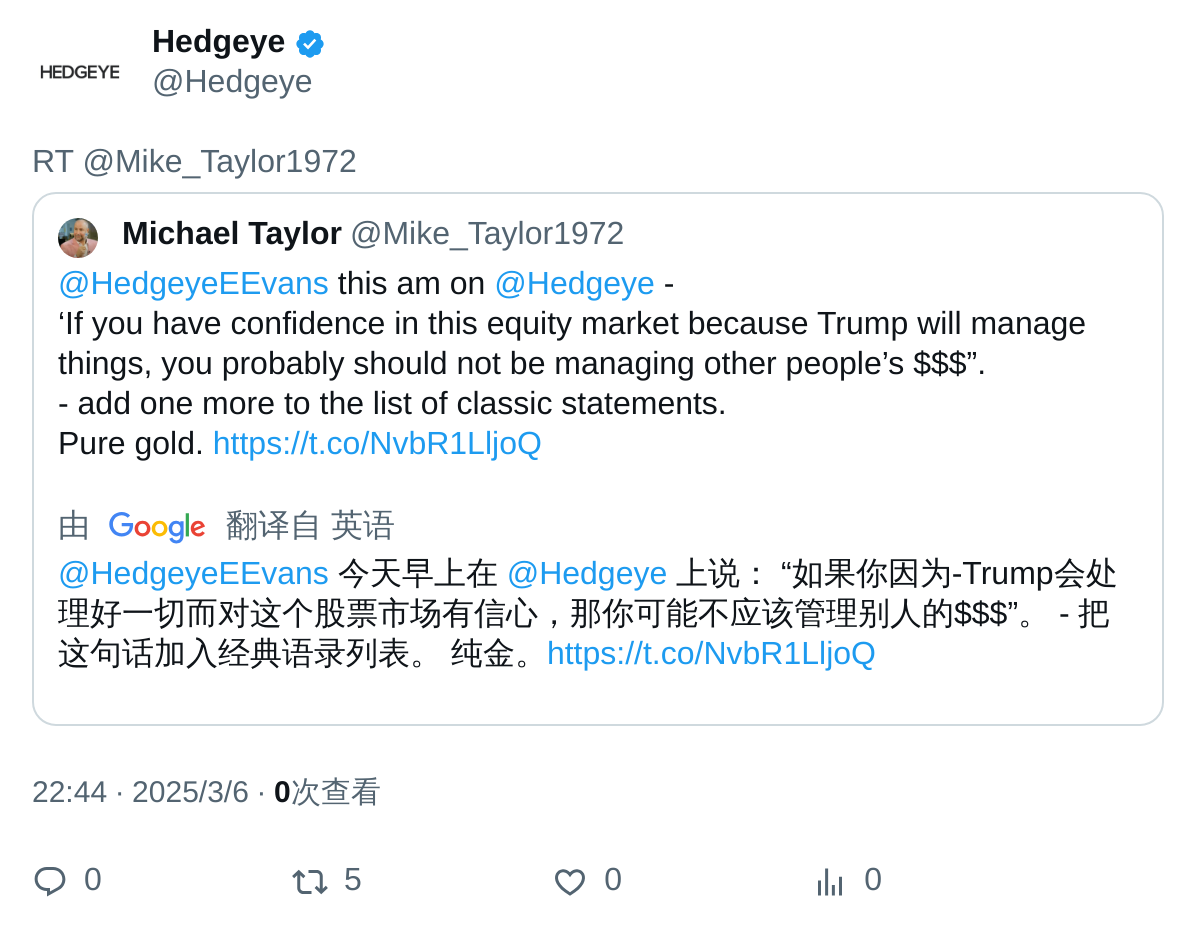 Hedgeye
HEDGEYE
@Hedgeye
RT @Mike_Taylor1972
Michael Taylor @Mike_Taylor1972
@HedgeyeEEvans this am on @Hedgeye -
‘If you have confidence in this equity market because Trump will manage
things, you probably should not be managing other people’s $$$”.
- add one more to the list of classic statements.
Pure gold. https://t.co/NvbR1LljoQ
由 Google 翻译自 英语
@HedgeyeEEvans 今天早上在 @Hedgeye 上说： “如果你因为-Trump会处
理好一切而对这个股票市场有信心，那你可能不应该管理别人的$$$”。 - 把
这句话加入经典语录列表。 纯金。https://t.co/NvbR1LljoQ
22:44 · 2025/3/6 · 0次查看
0 5 0 0